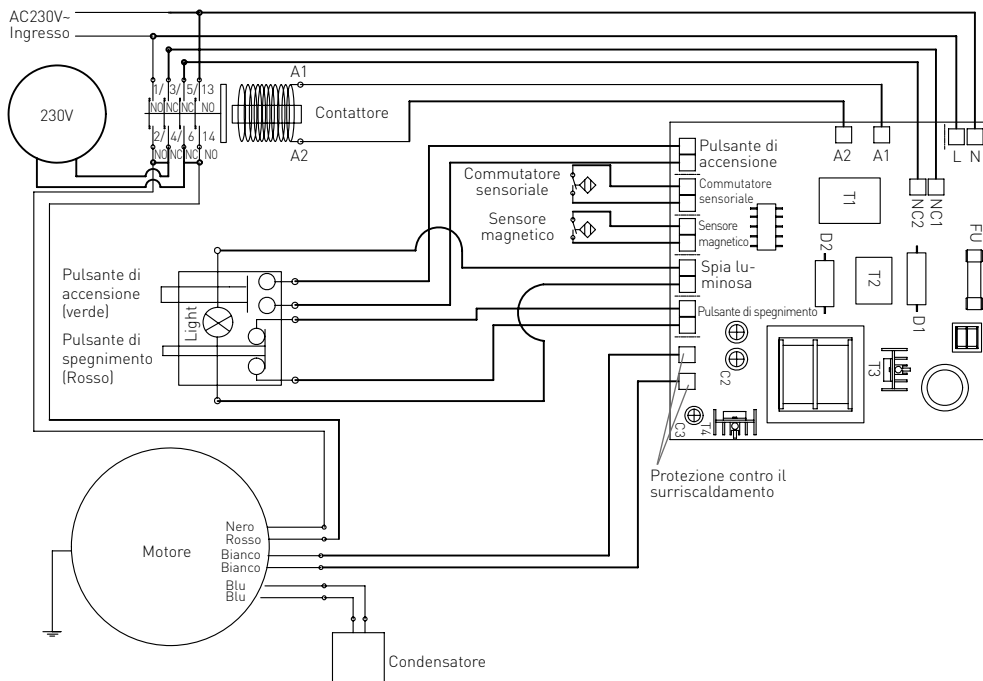 AC230V~
Ingresso
230V
1/ 3/ 5/ 13
NO NC NC NO
2/ 4/ 6 14
NO NC NC NO
A1
Contattore
A2
A2 A1 L N
Pulsante di
accensione
Commutatore
sensoriale
Commutatore
sensoriale
Sensore
magnetico
Sensore
magnetico
T1
NC2
NC1
FU
D2
T2
D1
Spia lu-
minosa
Pulsante di spegnimento
Pulsante di
accensione
(verde)
Light
Pulsante di
spegnimento
(Rosso)
C2
T3
C3
T4
Protezione contro il
surriscaldamento
Motore
Nero
Rosso
Bianco
Bianco
Blu
Blu
Condensatore